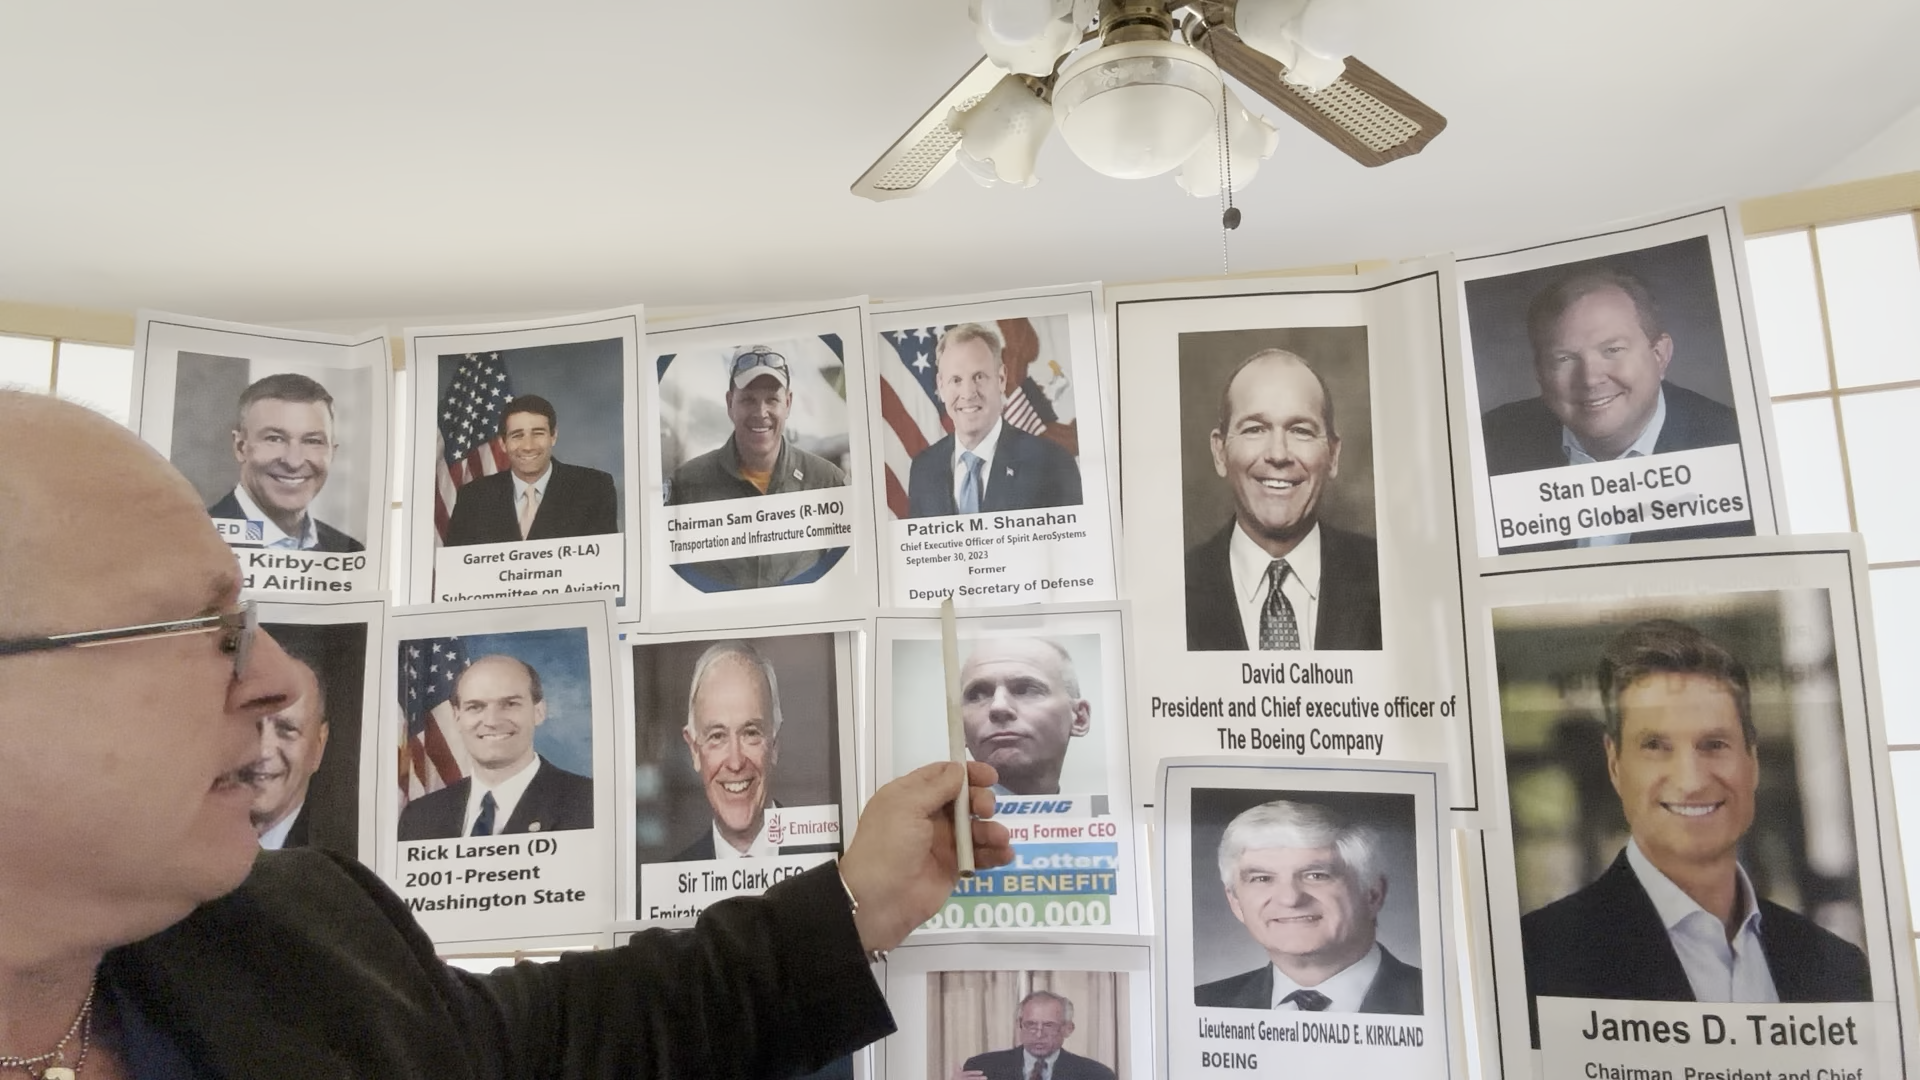 ED
Kirby-CEO
d Airlines
Garret Graves (R-LA)
Chairman
Subcommittee on Aviation
Chairman Sam Graves (R-MO)
Transportation and Infrastructure Committee
Patrick M. Shanahan
Chief Executive Officer of Spirit AeroSystems
September 30, 2023
Former
Deputy Secretary of Defense
David Calhoun
President and Chief executive officer of
The Boeing Company
Stan Deal-CEO
Boeing Global Services
Rick Larsen (D)
2001-Present
Washington State
Emirates
Sir Tim Clark CEO
Emirate
BOEING
urg Former CEO
Lottery
ATH BENEFIT
60.000.000
Lieutenant General DONALD E. KIRKLAND
BOEING
James D. Taiclet
Chairman, President and Chief